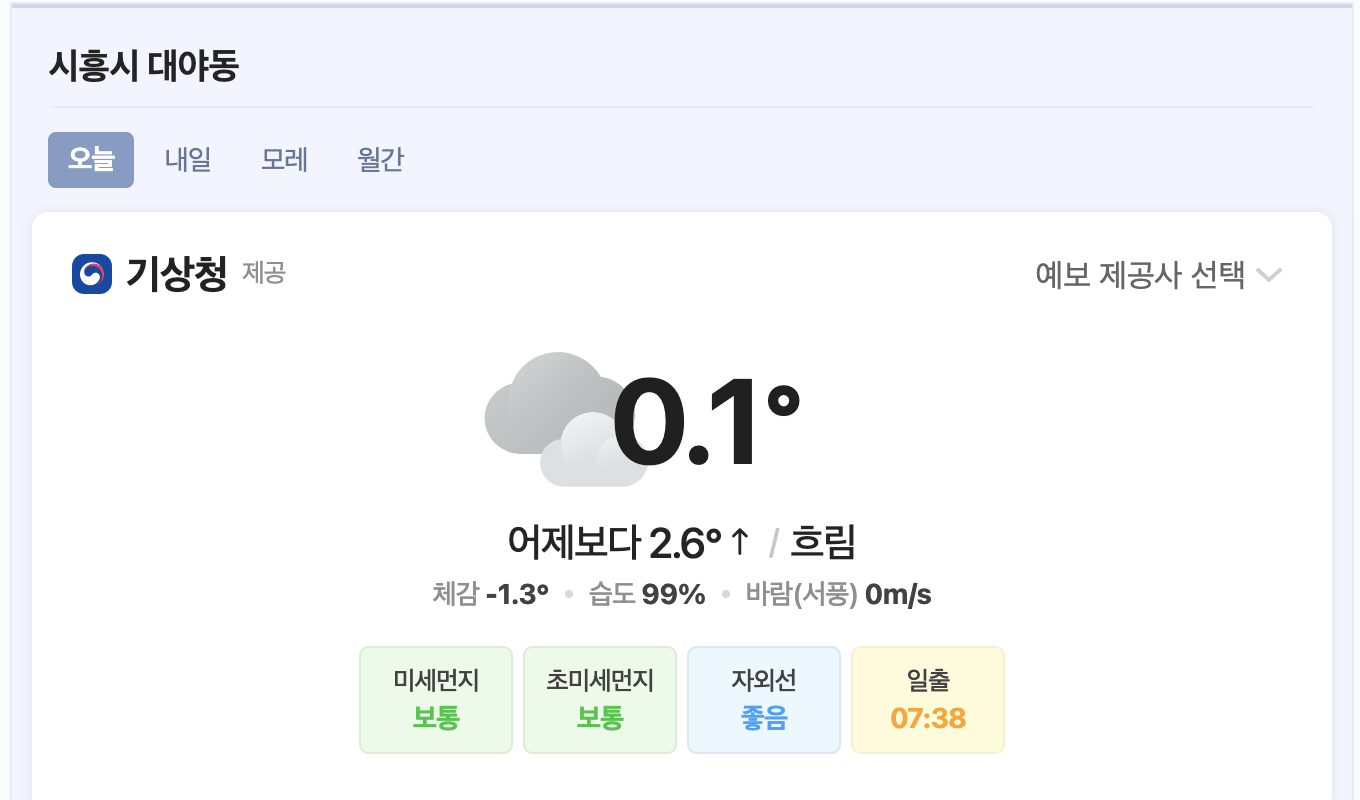 시흥시 대야동
오늘 내일 모레 월간
기상청 제공 예보 제공사 선택
0.1°
어제보다 2.6° ↑ / 흐림
체감 -1.3° • 습도 99% • 바람(서풍) 0m/s
미세먼지 초미세먼지 자외선 일출
보통 보통 좋음 07:38